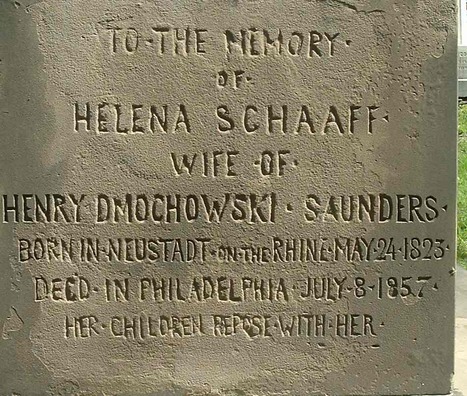 TO·THE MEMORY·
OF·
HELENA SCHAAFF·
WIFE·OF·
HENRY DMOCHOWSKI·SAUNDERS·
BORN IN·NEUSTADT·ON·THE RHINE·MAY·24·1823·
DEC'D·IN PHILADELPHIA·JULY·8·1857·
HER·CHILDREN REPOSE·WITH·HER·